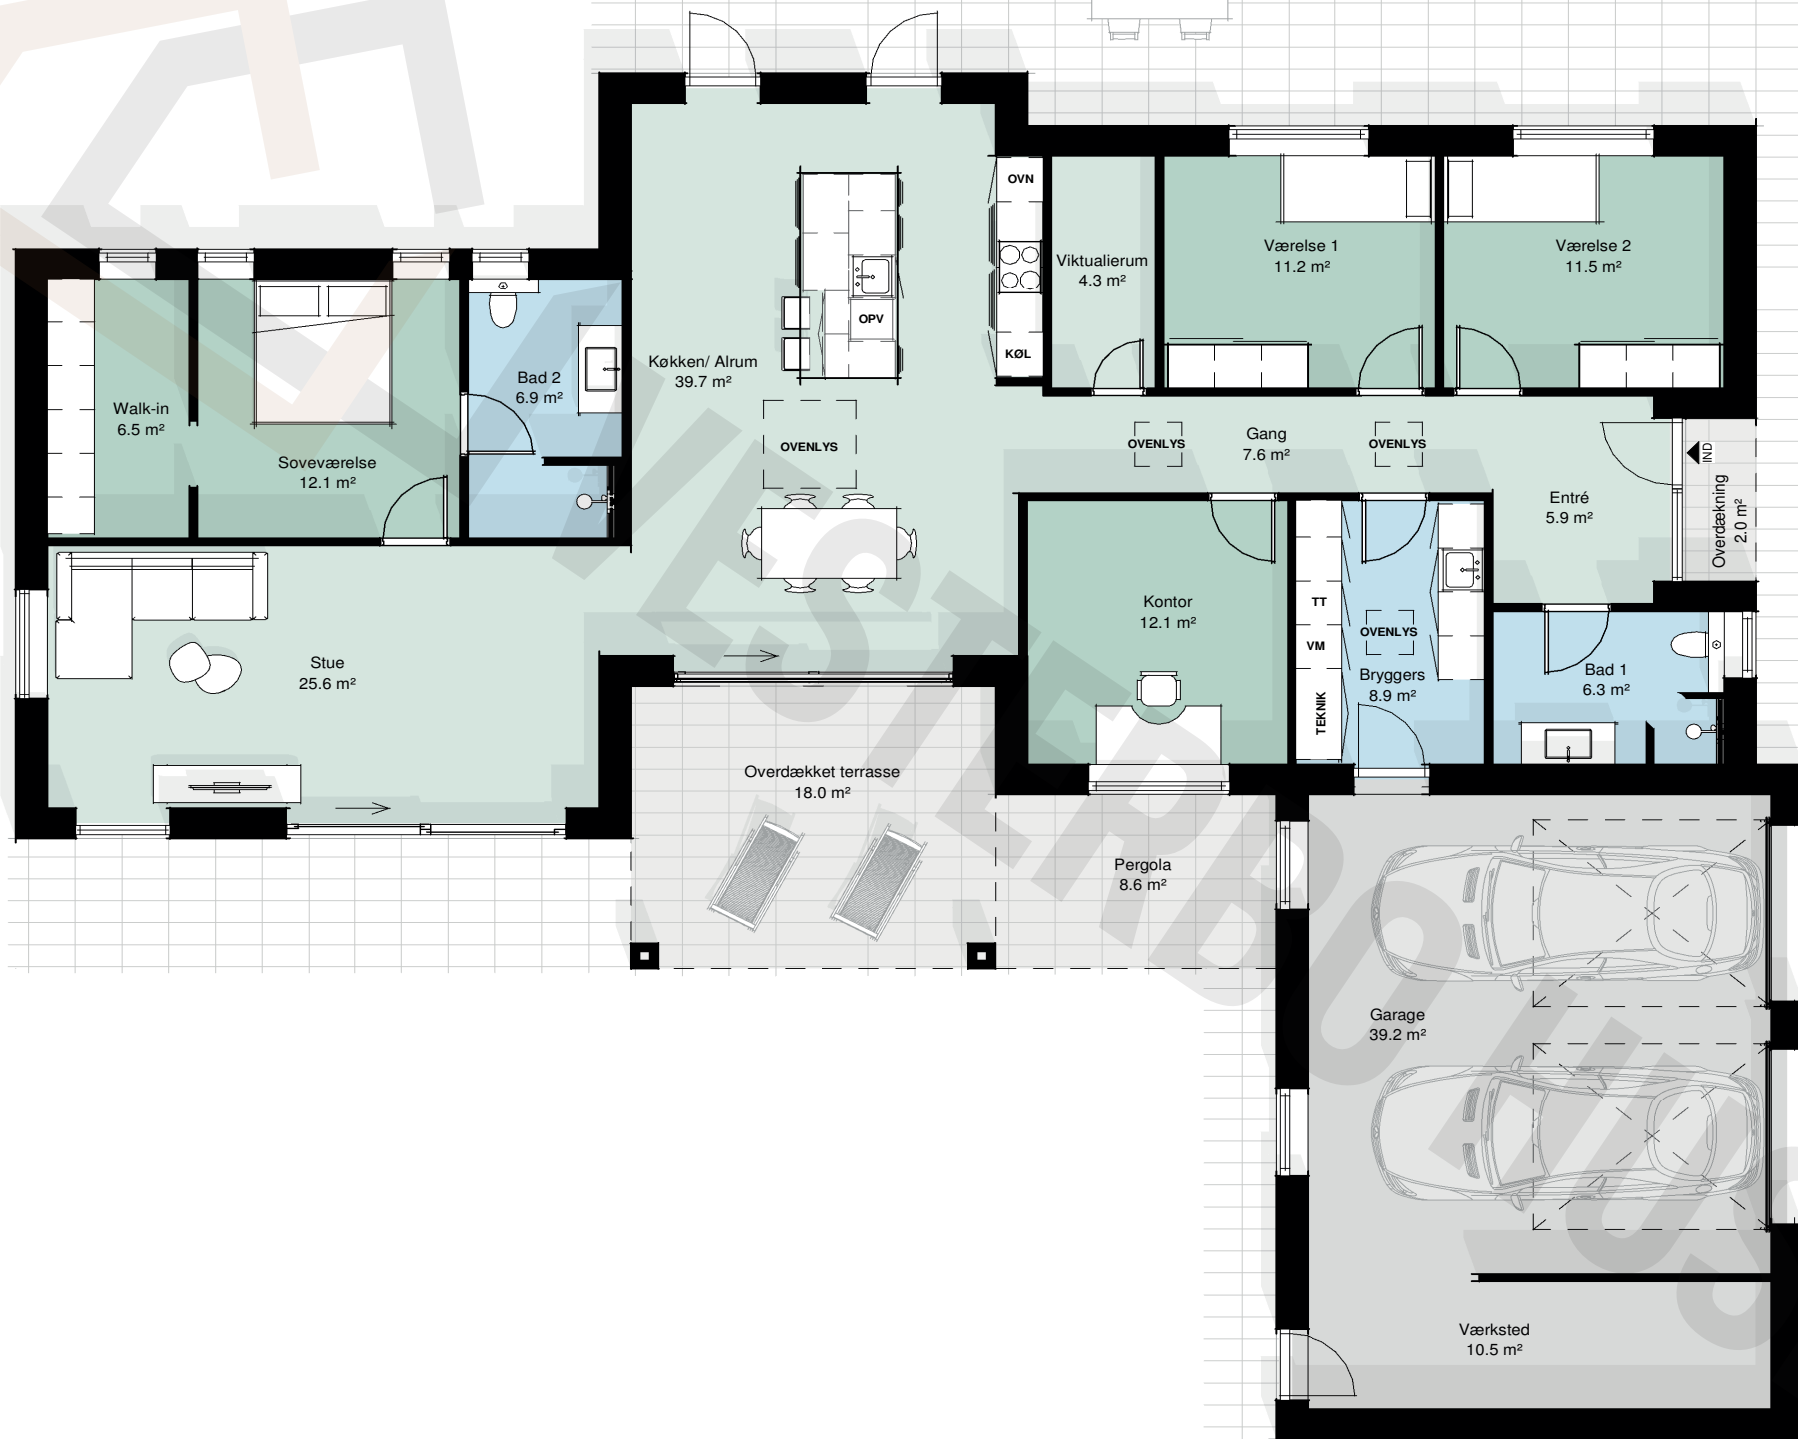 OVN
Værelse 1
11.2 m²
Værelse 2
11.5 m²
Viktualierum
4.3 m²
OPV
KØL
Køkken/ Alrum
39.7 m²
Bad 2
6.9 m²
Walk-in
6.5 m²
Soveværelse
12.1 m²
OVENLYS
OVENLYS
Gang
7.6 m²
OVENLYS
IND
Entré
5.9 m²
Overdækning
2.0 m²
Kontor
12.1 m²
TT
VM
TEKNIK
OVENLYS
Bryggers
8.9 m²
Bad 1
6.3 m²
Stue
25.6 m²
Overdækket terrasse
18.0 m²
Pergola
8.6 m²
Garage
39.2 m²
Værksted
10.5 m²
VESTERBO HUSE